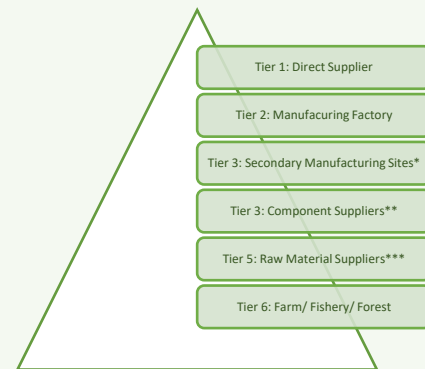 Tier 1: Direct Supplier
Tier 2: Manufacuring Factory
Tier 3: Secondary Manufacturing Sites*
Tier 3: Component Suppliers**
Tier 5: Raw Material Suppliers***
Tier 6: Farm/ Fishery/ Forest